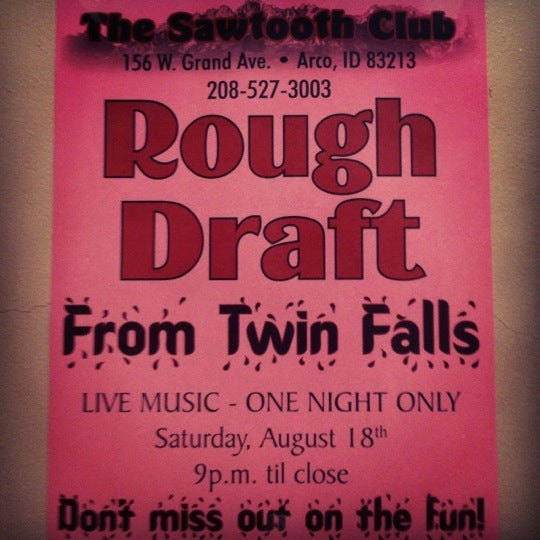 The Sawtooth Club
156 W. Grand Ave. • Arco, ID 83213
208-527-3003
Rough
Draft
From Twin Falls
LIVE MUSIC - ONE NIGHT ONLY
Saturday, August 18th
9p.m. til close
Don't miss out on the fun!